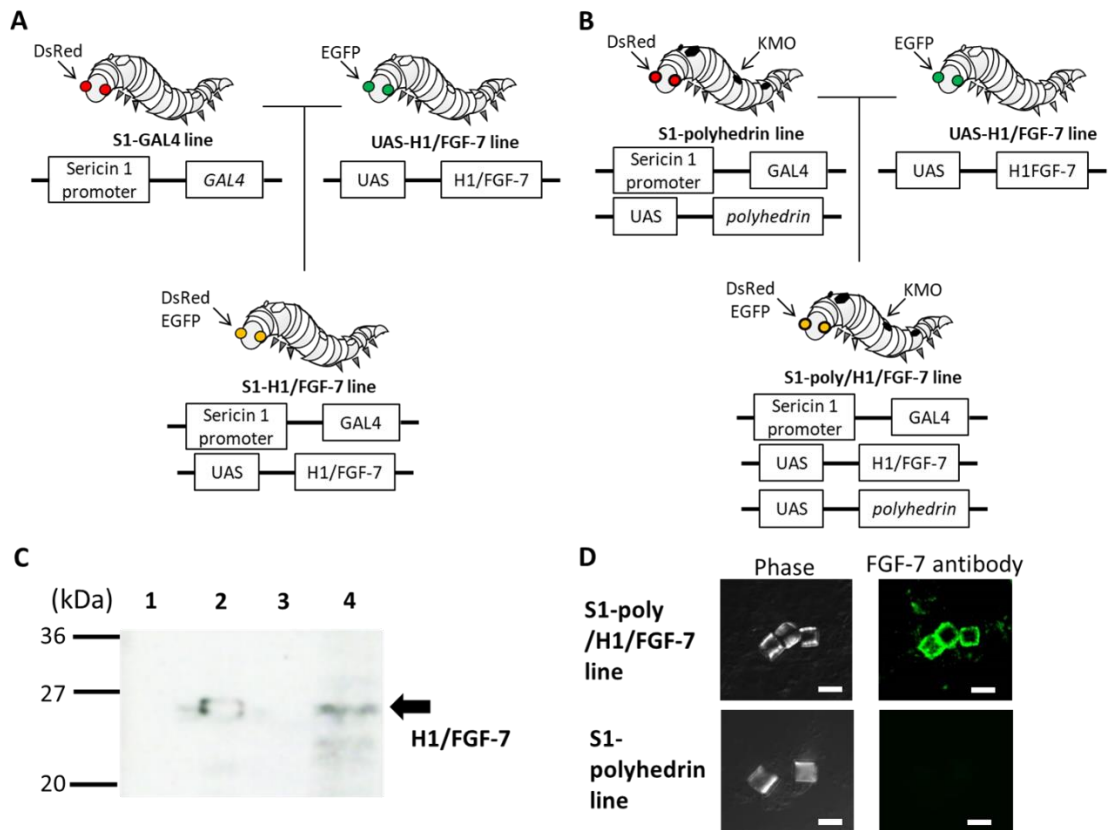 A
DsRed
EGFP
S1-GAL4 line
UAS-H1/FGF-7 line
Sericin 1
promoter
GAL4
UAS
H1/FGF-7
DsRed
EGFP
S1-H1/FGF-7 line
Sericin 1
promoter
GAL4
UAS
H1/FGF-7
B
DsRed
KMO
EGFP
S1-polyhedrin line
UAS-H1/FGF-7 line
Sericin 1
promoter
GAL4
UAS
H1FGF-7
UAS
polyhedrin
DsRed
EGFP
KMO
S1-poly/H1/FGF-7 line
Sericin 1
promoter
GAL4
UAS
H1/FGF-7
UAS
polyhedrin
C
(kDa) 1 2 3 4
36
27
20
H1/FGF-7
D
Phase FGF-7 antibody
S1-poly
/H1/FGF-7
line
S1-
polyhedrin
line